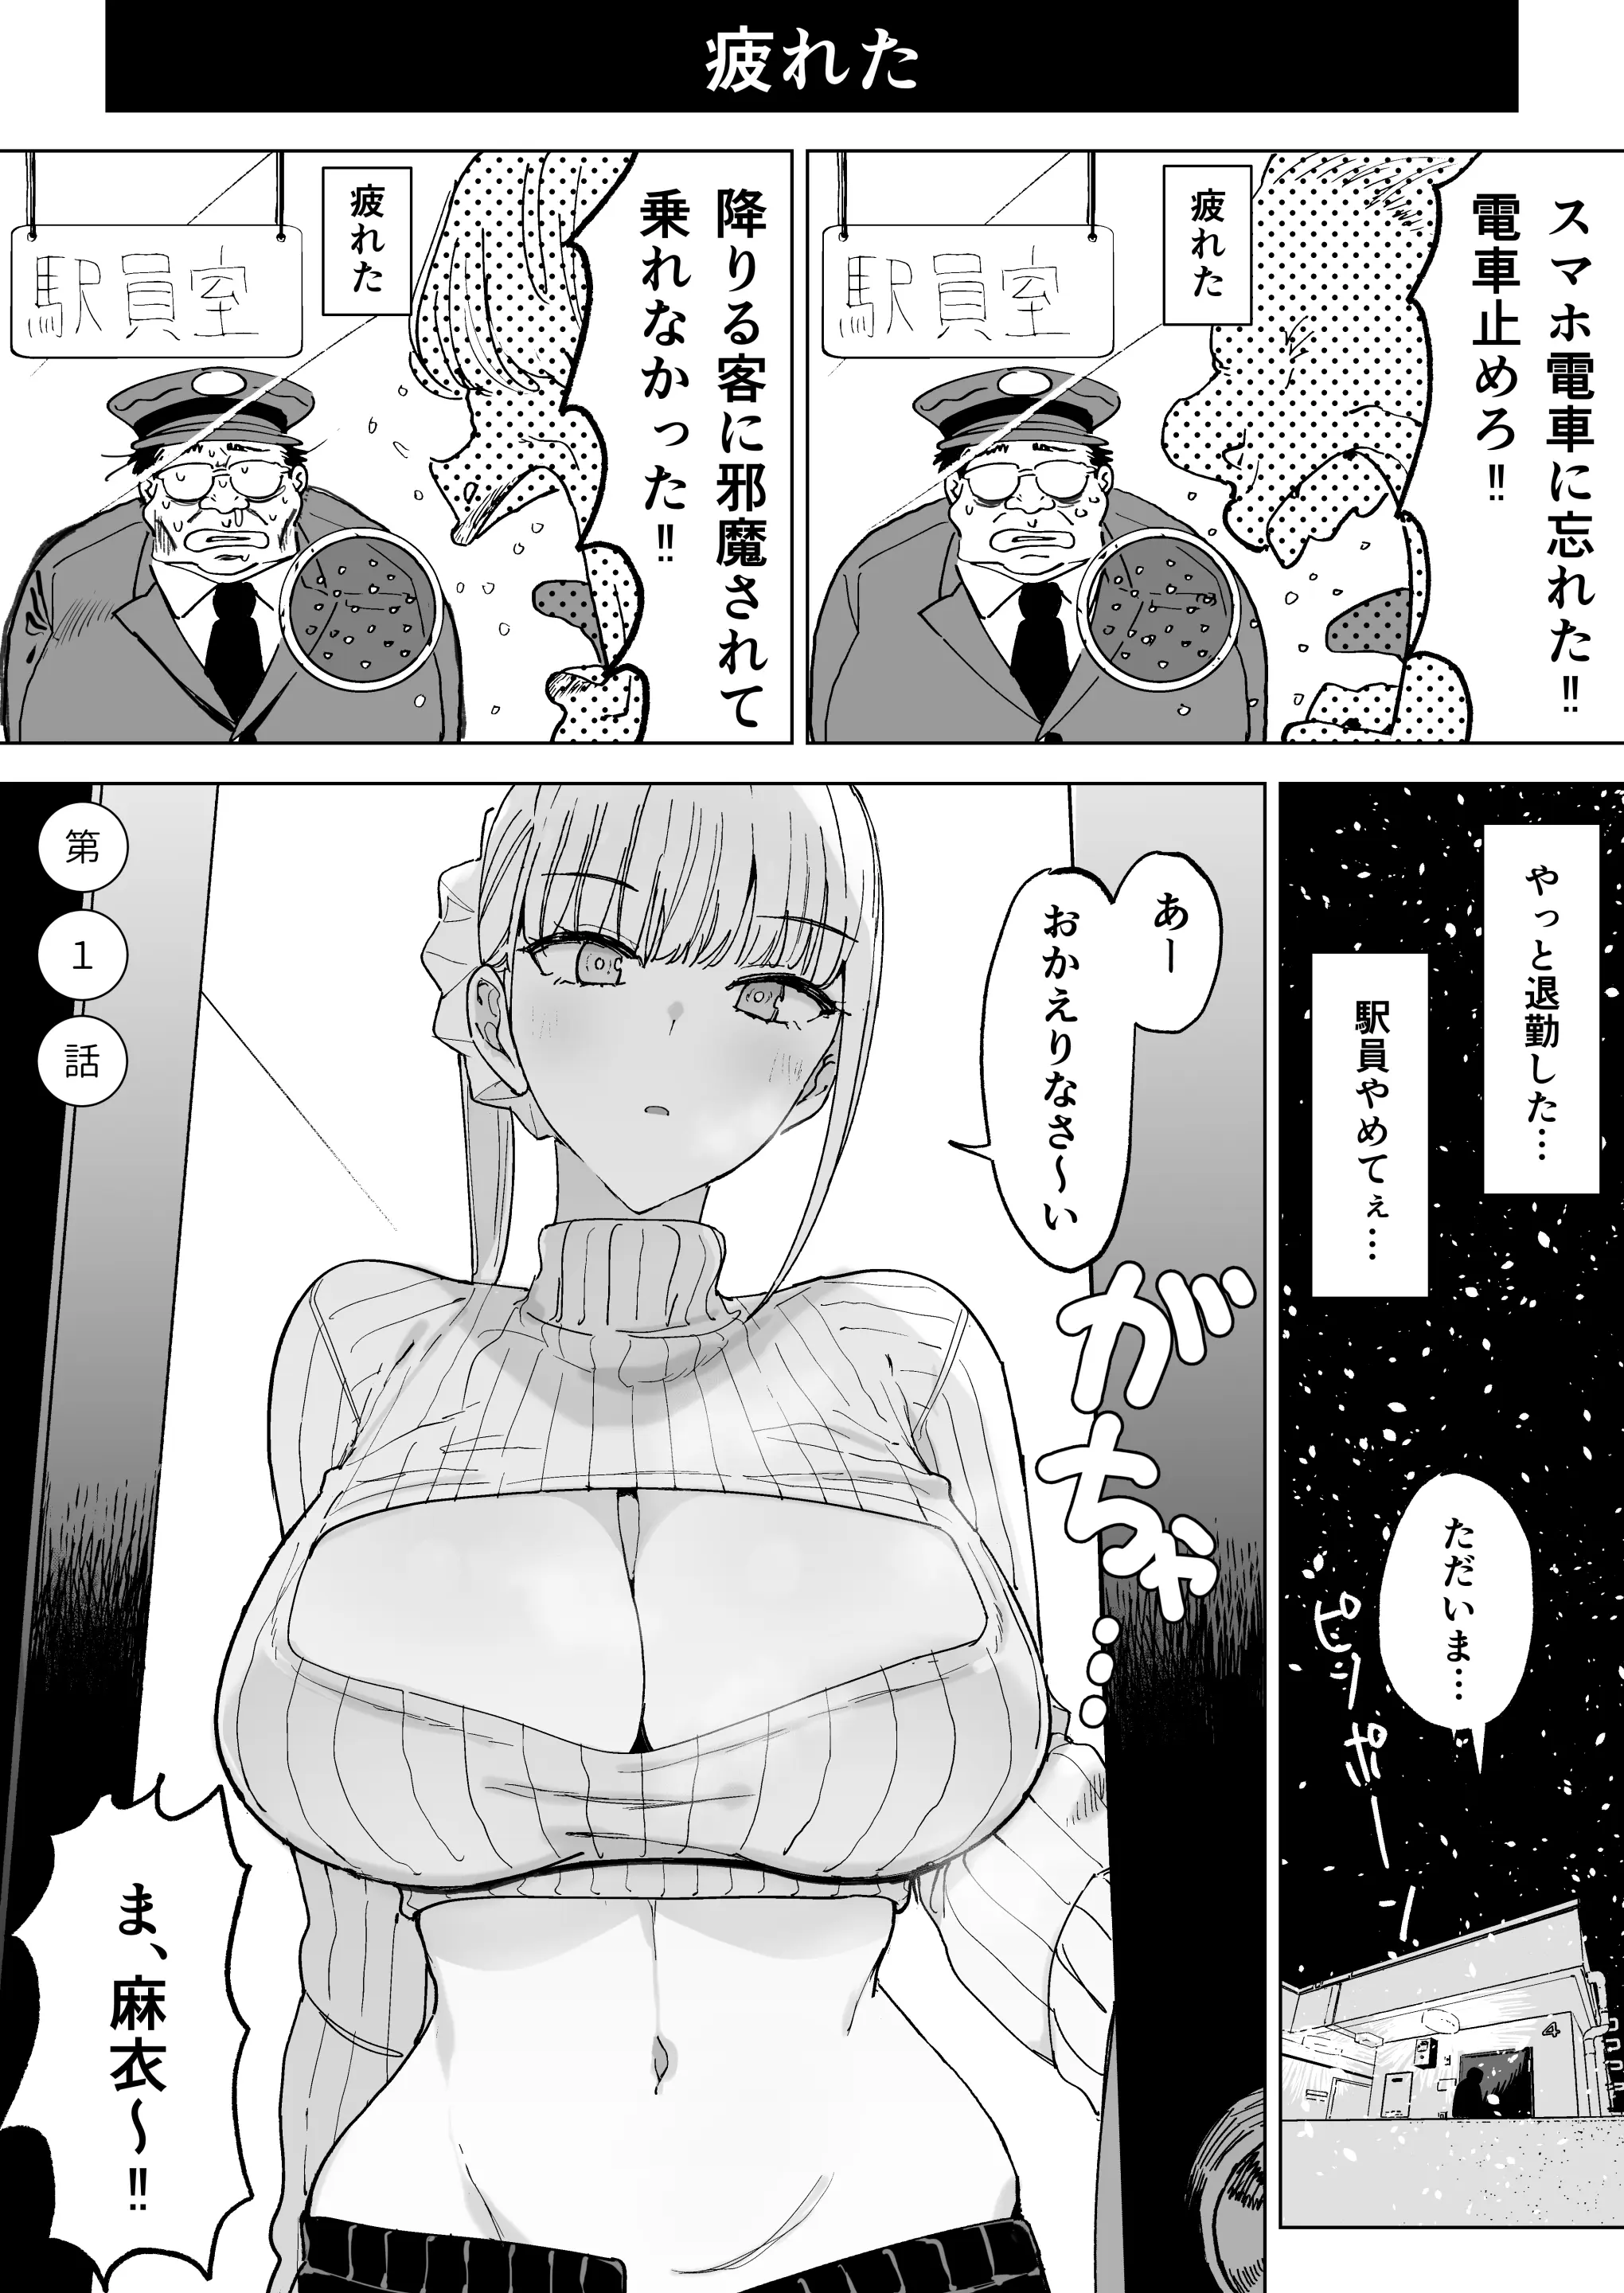 疲れた
スマホ電車に忘れた!!
電車止めろ!!
疲れた
駅員室
降りる客に邪魔されて
乗れなかった!!
疲れた
駅員室
やっと退勤した…
駅員やめてぇ…
ただいま…
ピンポーン
4
あー
おかえりなさ〜い
がちゃ…
ま、麻衣〜!!
第1話